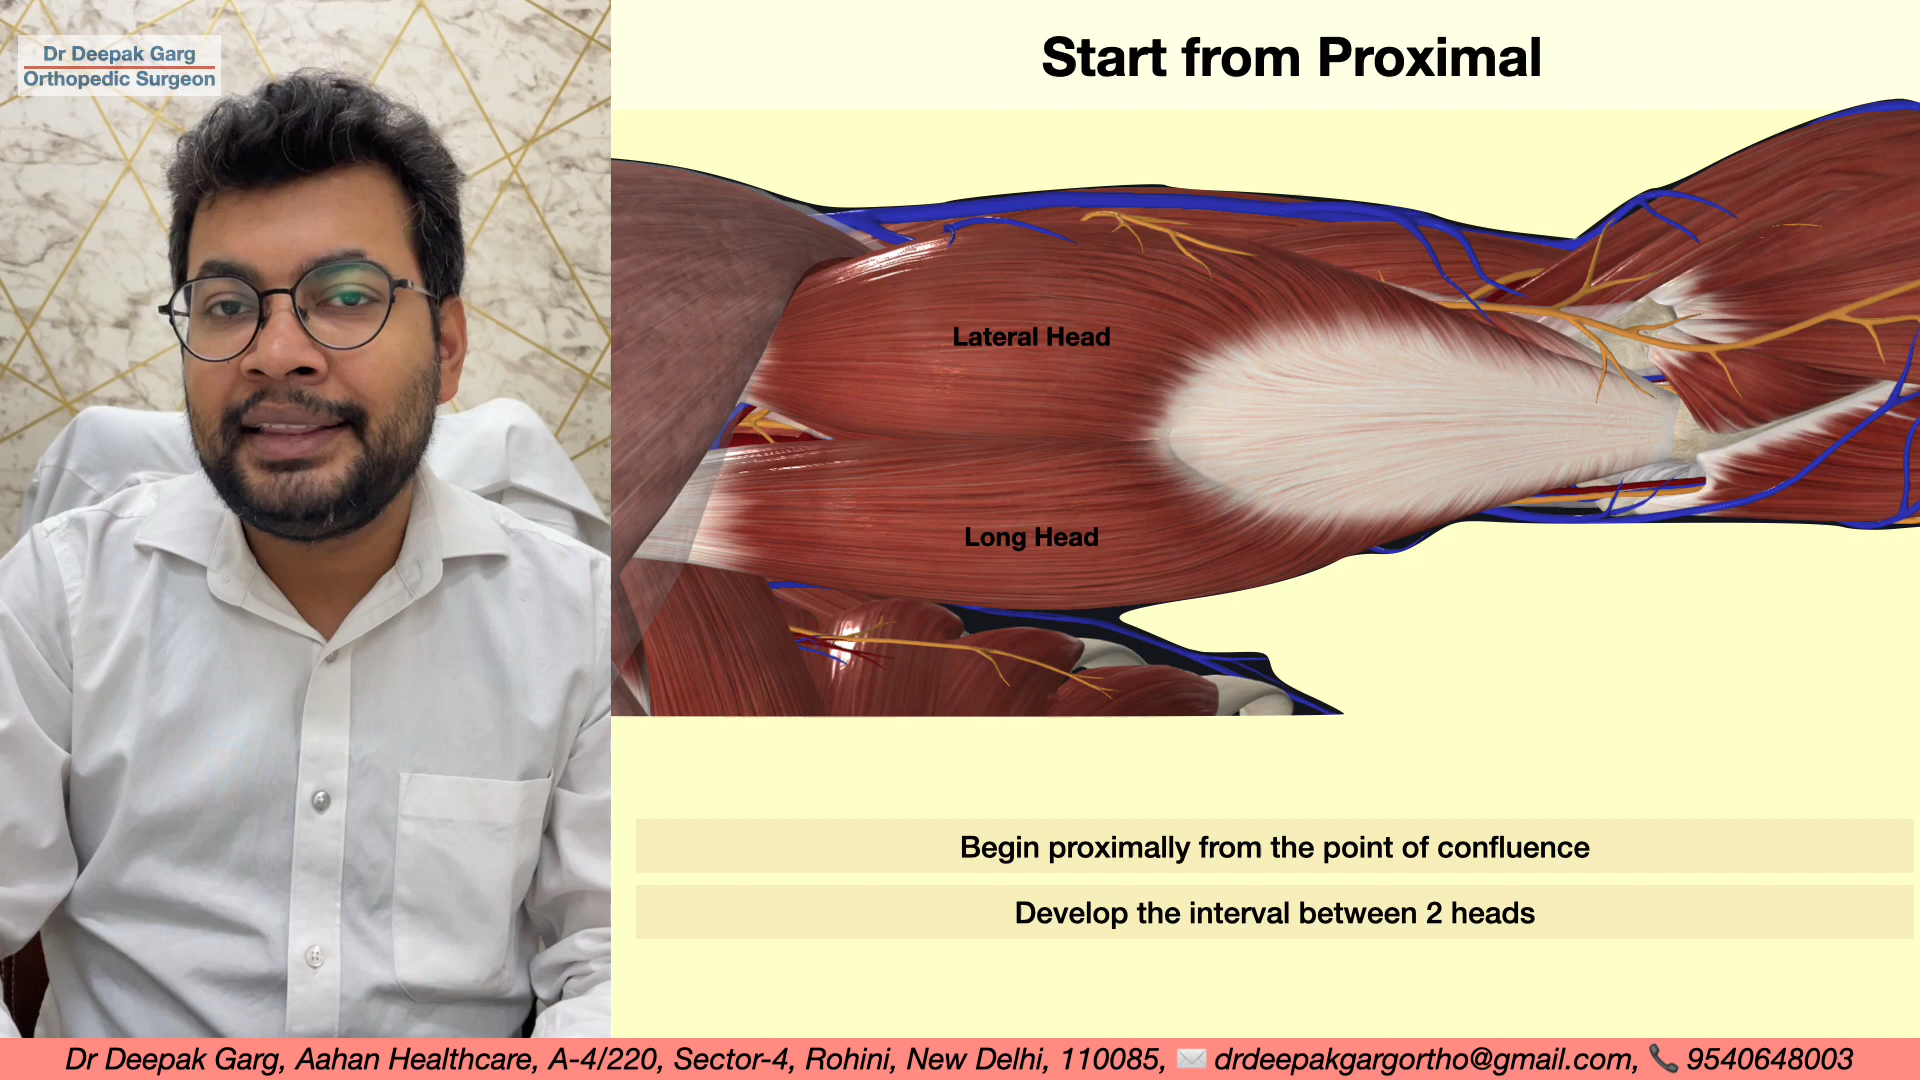 Dr Deepak Garg
Orthopedic Surgeon
Start from Proximal
Lateral Head
Long Head
Begin proximally from the point of confluence
Develop the interval between 2 heads
Dr Deepak Garg, Aahan Healthcare, A-4/220, Sector-4, Rohini, New Delhi, 110085, ✉️ drdeepakgargortho@gmail.com, 📞 9540648003